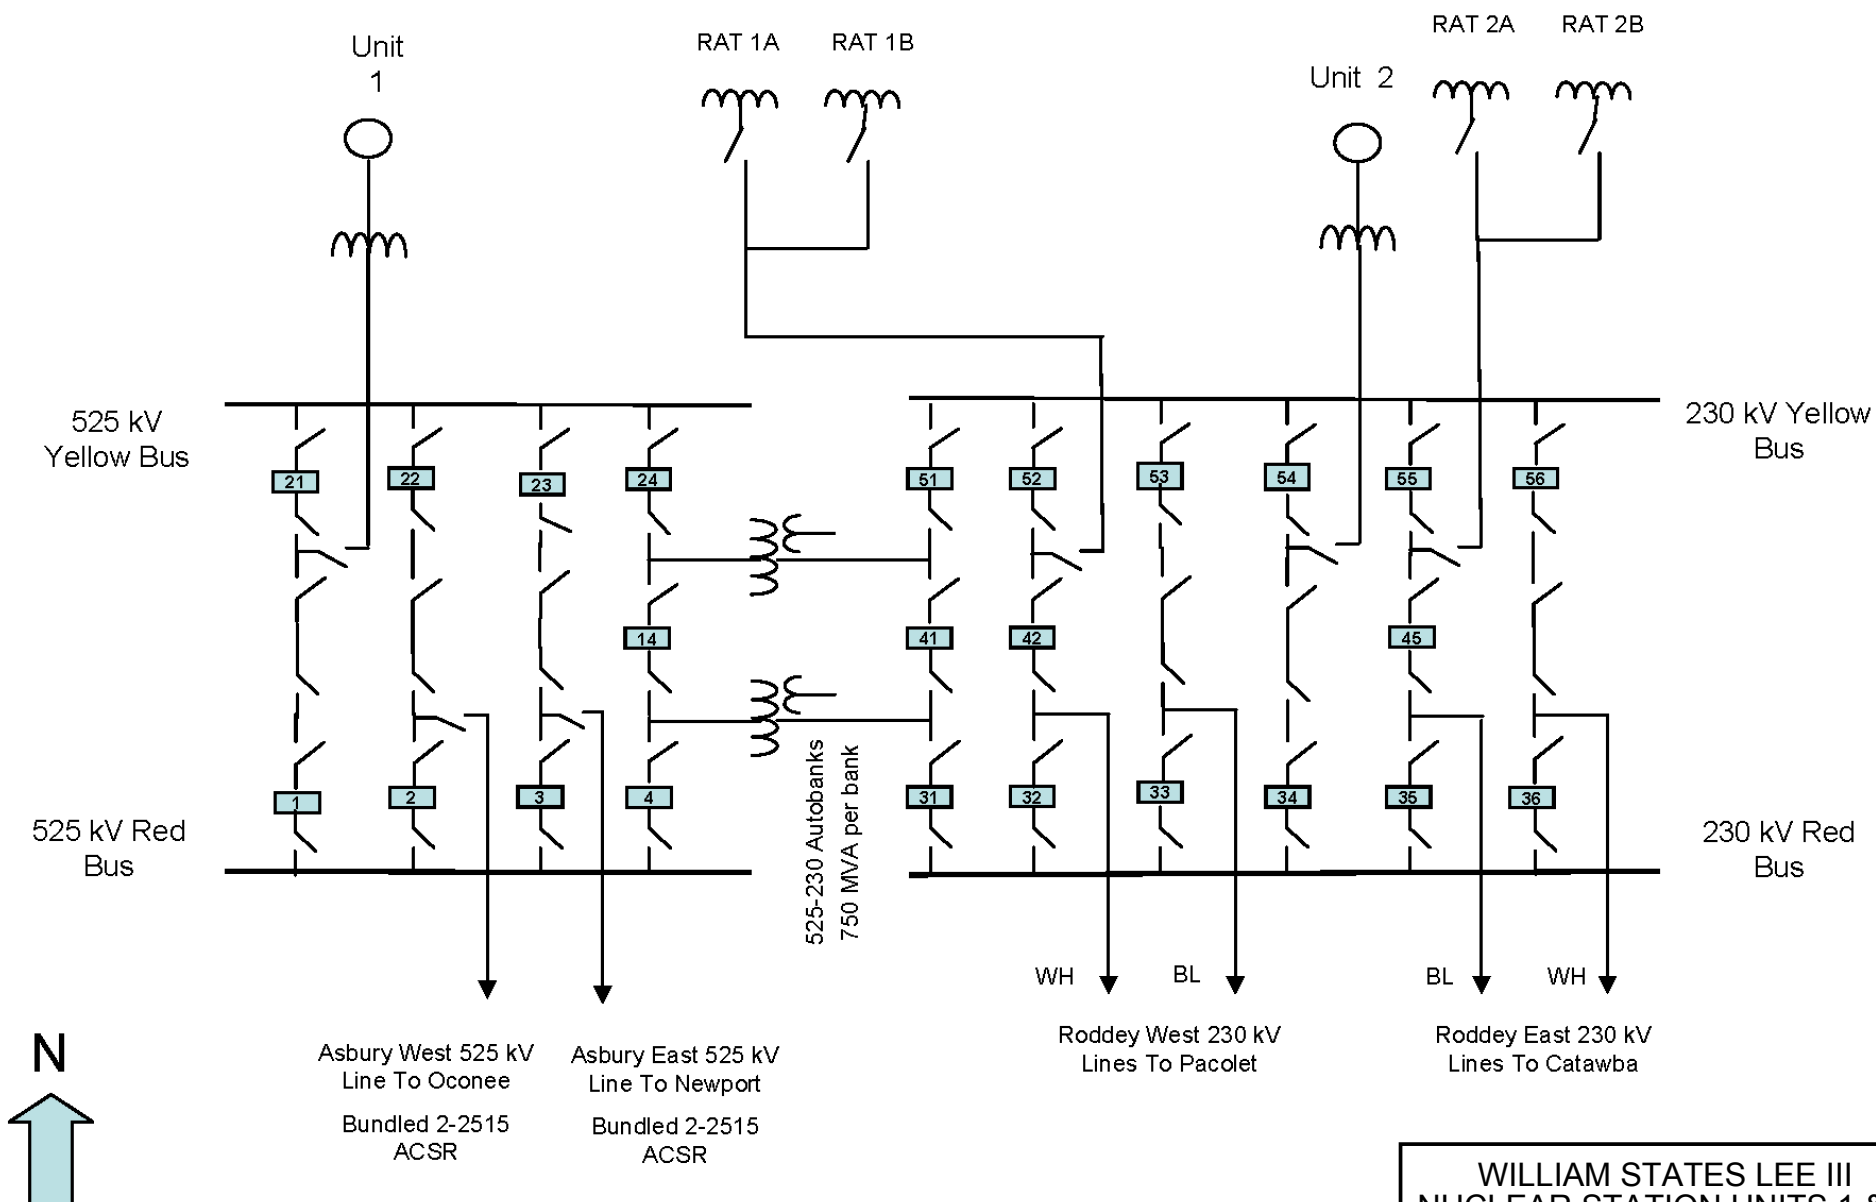 Unit
1
RAT 1A
RAT 1B
Unit 2
RAT 2A
RAT 2B
525 kV
Yellow Bus
230 kV Yellow
Bus
21
22
23
24
51
52
53
54
55
56
14
41
42
45
1
2
3
4
31
32
33
34
35
36
525 kV Red
Bus
230 kV Red
Bus
525-230 Autobanks
750 MVA per bank
WH
BL
BL
WH
Asbury West 525 kV
Line To Oconee
Bundled 2-2515
ACSR
Asbury East 525 kV
Line To Newport
Bundled 2-2515
ACSR
Roddey West 230 kV
Lines To Pacolet
Roddey East 230 kV
Lines To Catawba
N
WILLIAM STATES LEE III
NUCLEAR STATION UNITS 1